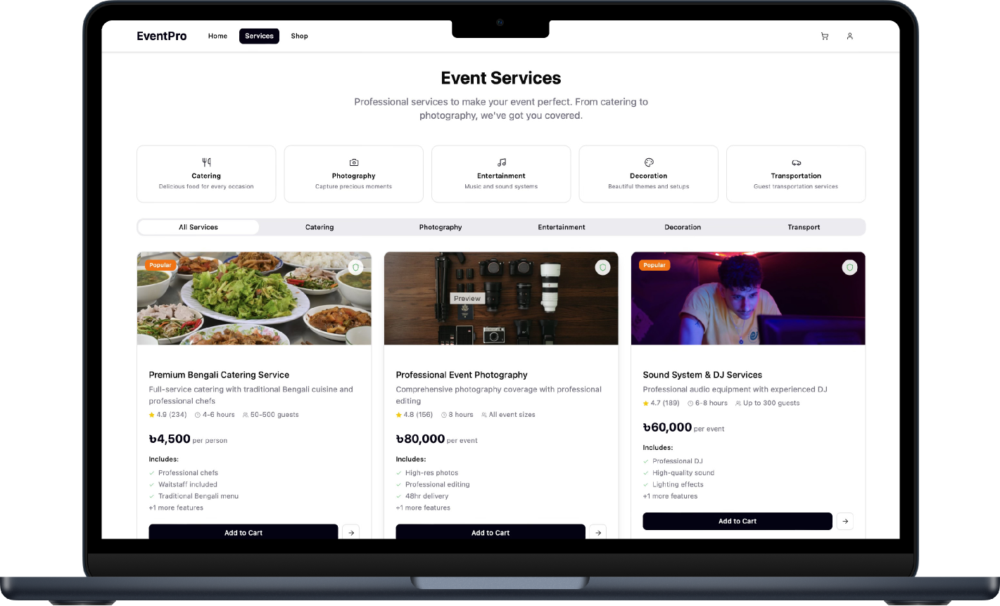 EventPro
Home
Services
Shop
Event Services
Professional services to make your event perfect. From catering to
photography, we've got you covered.
Catering
Delicious food for every occasion
Photography
Capture precious moments
Entertainment
Music and sound systems
Decoration
Beautiful themes and setups
Transportation
Guest transportation services
All Services
Catering
Photography
Entertainment
Decoration
Transport
Popular
Premium Bengali Catering Service
Full-service catering with traditional Bengali cuisine and
professional chefs
4.9 (234) 4-6 hours 50-500 guests
৳4,500 per person
Includes:
Professional chefs
Waitstaff included
Traditional Bengali menu
+1 more features
Add to Cart
Preview
Professional Event Photography
Comprehensive photography coverage with professional
editing
4.8 (156) 8 hours All event sizes
৳80,000 per event
Includes:
High-res photos
Professional editing
48hr delivery
+1 more features
Add to Cart
Popular
Sound System & DJ Services
Professional audio equipment with experienced DJ
4.7 (189) 6-8 hours Up to 300 guests
৳60,000 per event
Includes:
Professional DJ
High-quality sound
Lighting effects
+1 more features
Add to Cart